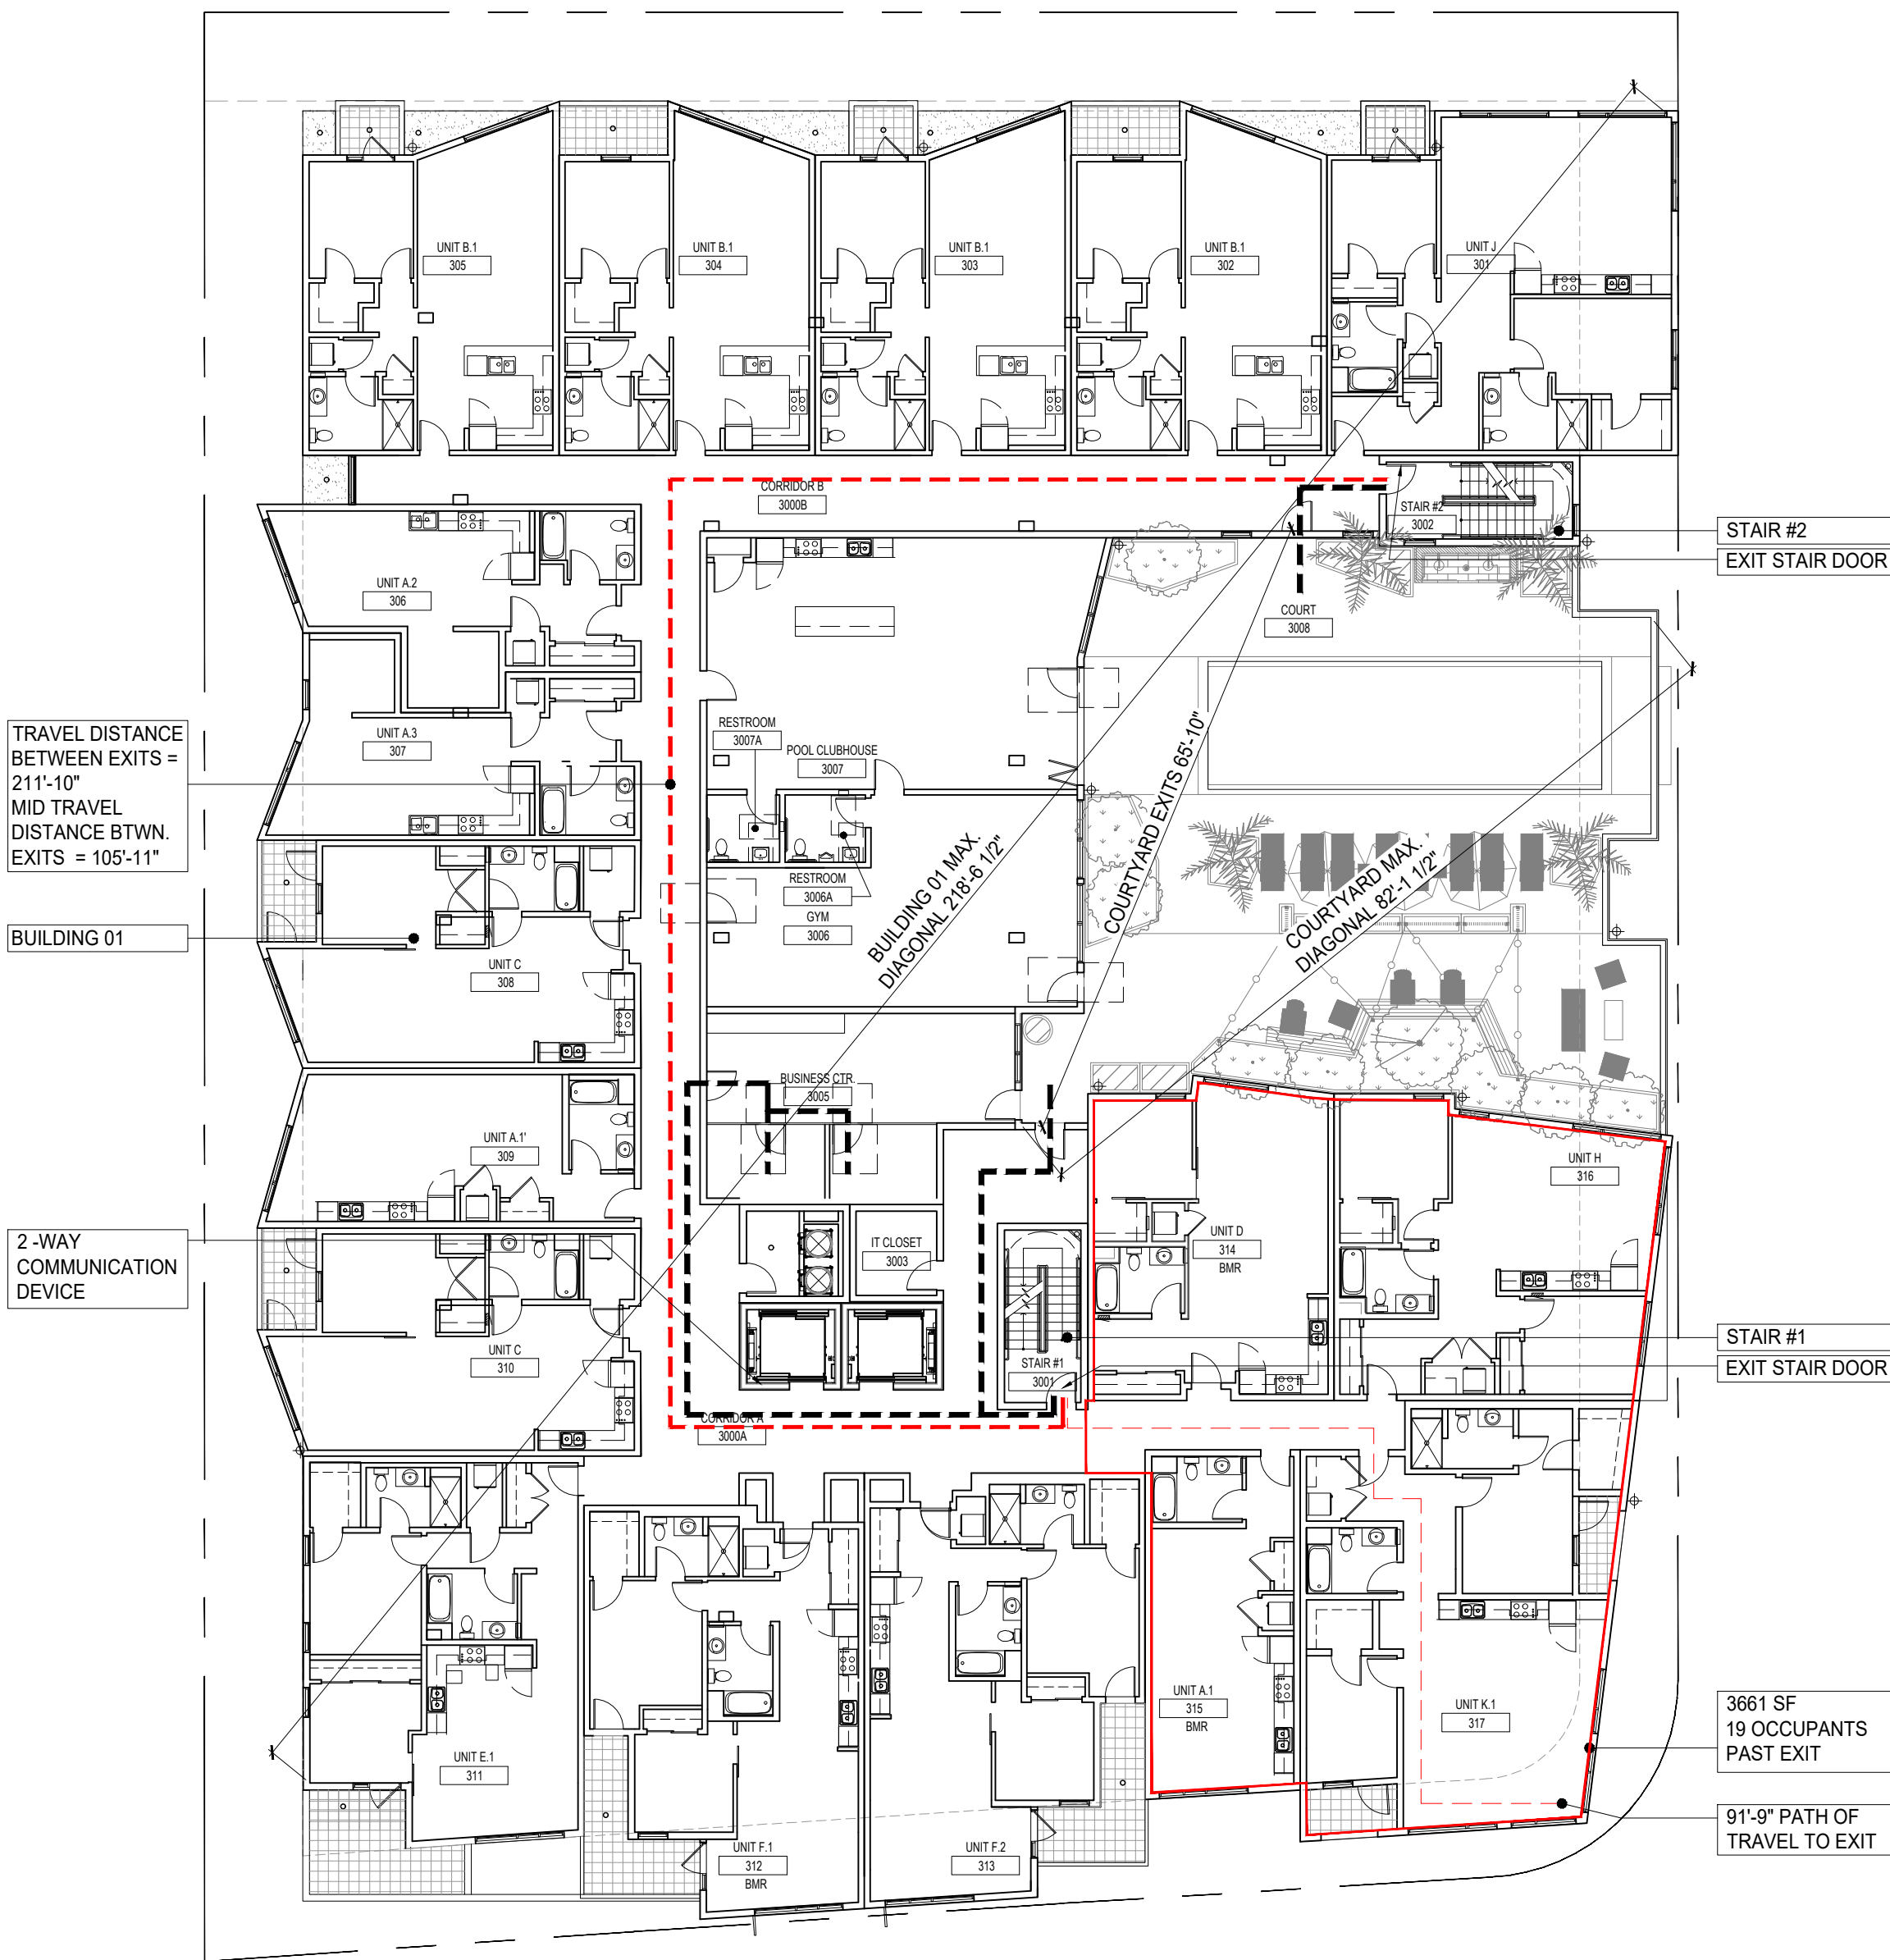 UNIT B.1
305
UNIT B.1
304
UNIT B.1
303
UNIT B.1
302
UNIT J
301
CORRIDOR B
3000B
STAIR #2
3002
STAIR #2
EXIT STAIR DOOR
UNIT A.2
306
COURT
3008
TRAVEL DISTANCE
BETWEEN EXITS =
211'-10"
MID TRAVEL
DISTANCE BTWN.
EXITS = 105'-11"
UNIT A.3
307
RESTROOM
3007A
POOL CLUBHOUSE
3007
BUILDING 01 MAX.
DIAGONAL 218'-6 1/2"
COURTYARD EXITS 65'-10"
COURTYARD MAX.
DIAGONAL 82'-1 1/2"
RESTROOM
3006A
GYM
3006
BUILDING 01
UNIT C
308
BUSINESS CTR.
3005
UNIT A.1'
309
UNIT H
316
2 -WAY
COMMUNICATION
DEVICE
IT CLOSET
3003
UNIT D
314
BMR
UNIT C
310
STAIR #1
3001
STAIR #1
EXIT STAIR DOOR
CORRIDOR A
3000A
UNIT A.1
315
BMR
UNIT K.1
317
3661 SF
19 OCCUPANTS
PAST EXIT
UNIT E.1
311
UNIT F.1
312
BMR
UNIT F.2
313
91'-9" PATH OF
TRAVEL TO EXIT